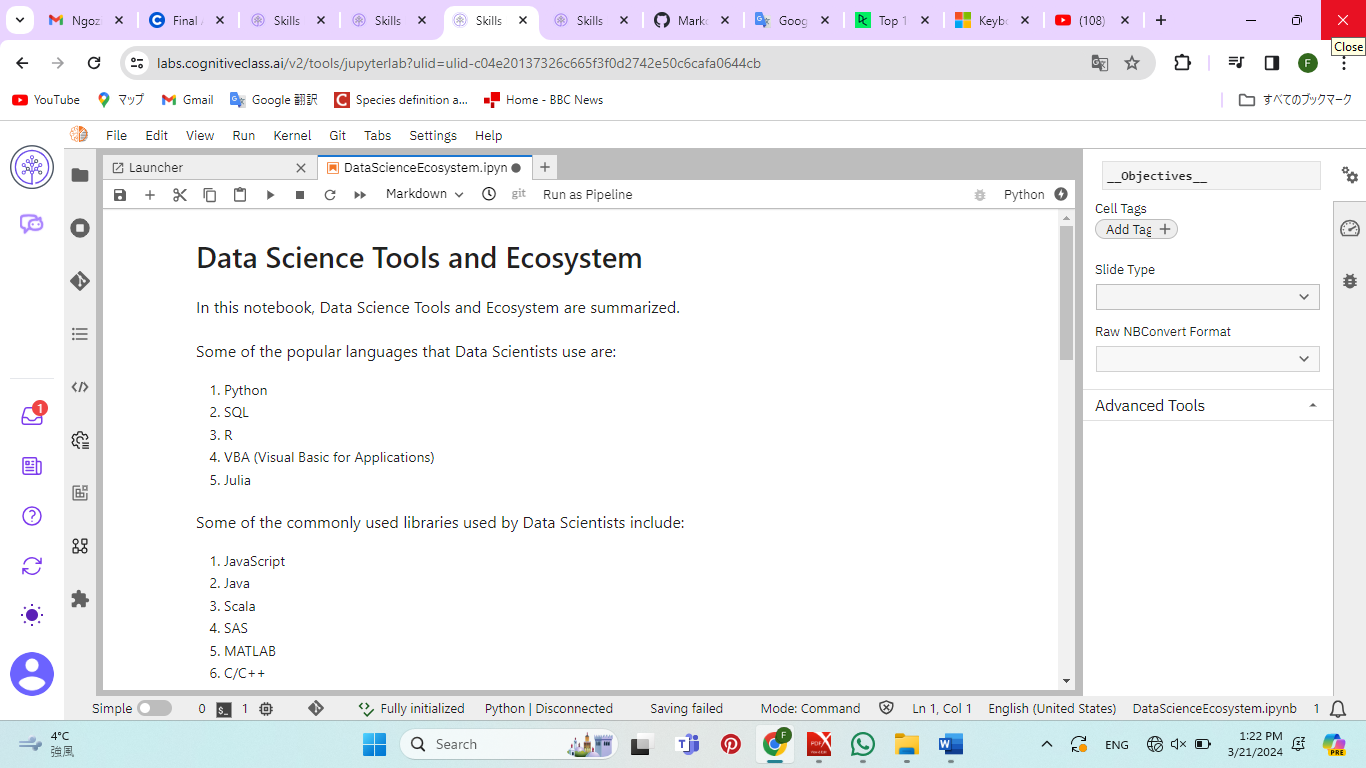 Ngoz
Final A
Skills
Skills
Skills
Skills
Mark
Goog
Top 1
Keyb
(108)
Close
labs.cognitiveclass.ai/v2/tools/jupyterlab?ulid=ulid-c04e20137326c665f3f0d2742e50c6cafa0644cb
F
YouTube
マップ
Gmail
Google 翻訳
Species definition a...
Home - BBC News
すべてのブックマーク
File
Edit
View
Run
Kernel
Git
Tabs
Settings
Help
Launcher
DataScienceEcosystem.ipyn
Markdown
git
Run as Pipeline
Python
__Objectives__
Cell Tags
Add Tag
Slide Type
Raw NBConvert Format
Advanced Tools
Data Science Tools and Ecosystem
In this notebook, Data Science Tools and Ecosystem are summarized.
Some of the popular languages that Data Scientists use are:
1. Python
2. SQL
3. R
4. VBA (Visual Basic for Applications)
5. Julia
Some of the commonly used libraries used by Data Scientists include:
1. JavaScript
2. Java
3. Scala
4. SAS
5. MATLAB
6. C/C++
1
Simple
0
1
Fully initialized
Python | Disconnected
Saving failed
Mode: Command
Ln 1, Col 1
English (United States)
DataScienceEcosystem.ipynb
1
4°C
強風
Search
F
ENG
1:22 PM
3/21/2024
PRE